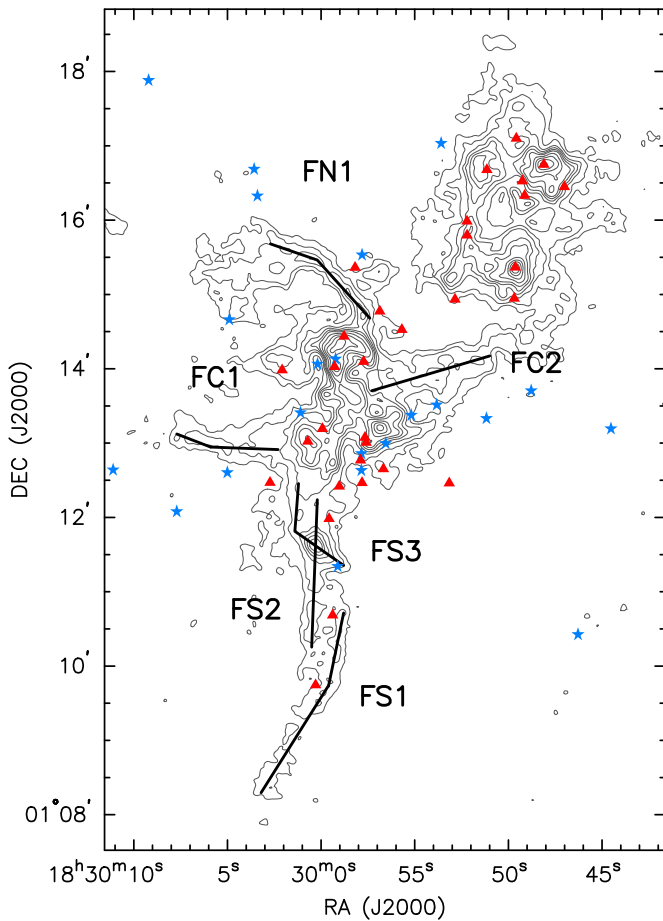 18'
FN1
16'
14'
FC1
FC2
DEC (J2000)
12'
FS3
FS2
10'
FS1
01° 08'
18ʰ30ᵐ10ˢ 5ˢ 30ᵐ0ˢ 55ˢ 50ˢ 45ˢ
RA (J2000)